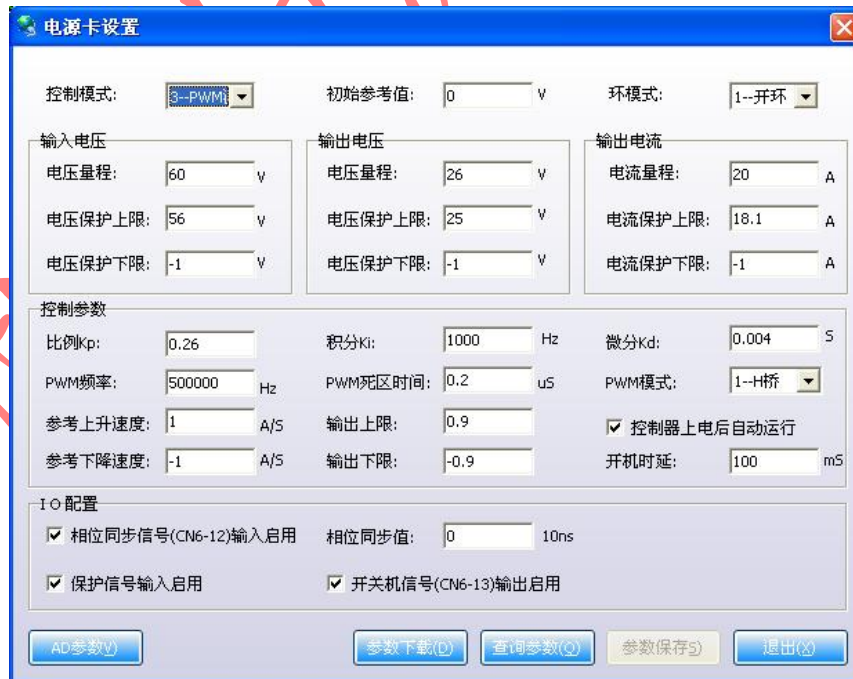 电源卡设置
控制模式: 3--PWM 初始参考值: 0 V 环模式: 1--开环
输入电压 输出电压 输出电流
电压量程: 60 V 电压量程: 26 V 电流量程: 20 A
电压保护上限: 56 V 电压保护上限: 25 V 电流保护上限: 18.1 A
电压保护下限: -1 V 电压保护下限: -1 V 电流保护下限: -1 A
控制参数
比例Kp: 0.26 积分Ki: 1000 Hz 微分Kd: 0.004 S
PWM频率: 500000 Hz PWM死区时间: 0.2 uS PWM模式: 1--H桥
参考上升速度: 1 A/S 输出上限: 0.9 控制器上电后自动运行
参考下降速度: -1 A/S 输出下限: -0.9 开机时延: 100 mS
IO配置
相位同步信号(CN6-12)输入启用 相位同步值: 0 10ns
保护信号输入启用 开关机信号(CN6-13)输出启用
AD参数V) 参数下载(D) 查询参数(Q) 参数保存S) 退出(X)